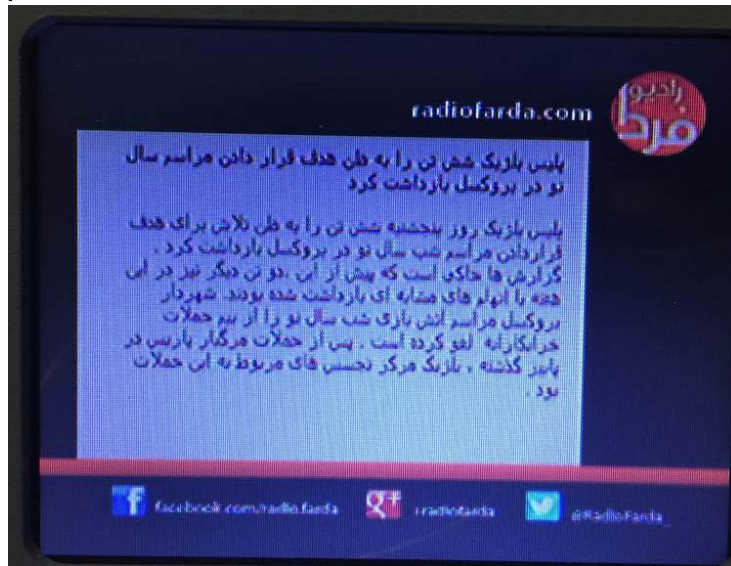 radiofarda.com
رادیو
فردا
پلیس بلژیک شش تن را به ظن هدف قرار دادن مراسم سال
نو در بروکسل بازداشت کرد
پلیس بلژیک روز پنجشنبه شش تن را به ظن تلاش برای هدف
قراردادن مراسم شب سال نو در بروکسل بازداشت کرد .
گزارش ها حاکی است که پیش از این ،دو تن دیگر نیز در این
هفته با اتهام های مشابه ای بازداشت شده بودند. شهردار
بروکسل مراسم آتش بازی شب سال نو را از بیم حملات
خرابکارانه لغو کرده است . پس از حملات مرگبار پاریس در
پاییز گذشته ، بلژیک مرکز تجسس های مربوط به این حملات
بود .
facebook.com/radiofarda
g+ +radiofarda
@RadioFarda_